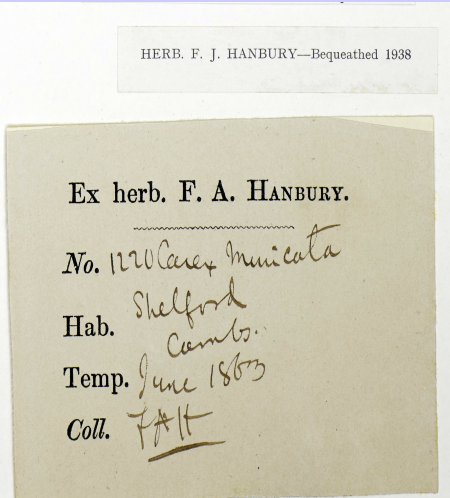 HERB. F. J. HANBURY—Bequeathed 1938
Ex herb. F. A. HANBURY.
No. 1220 Carex Muricata
Hab. Shelford
Cambs.
Temp. June 1863
Coll. FAH